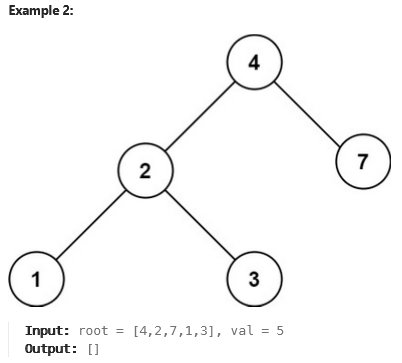 Example 2:
4
2
7
1
3
Input: root = [4,2,7,1,3], val = 5
Output: []